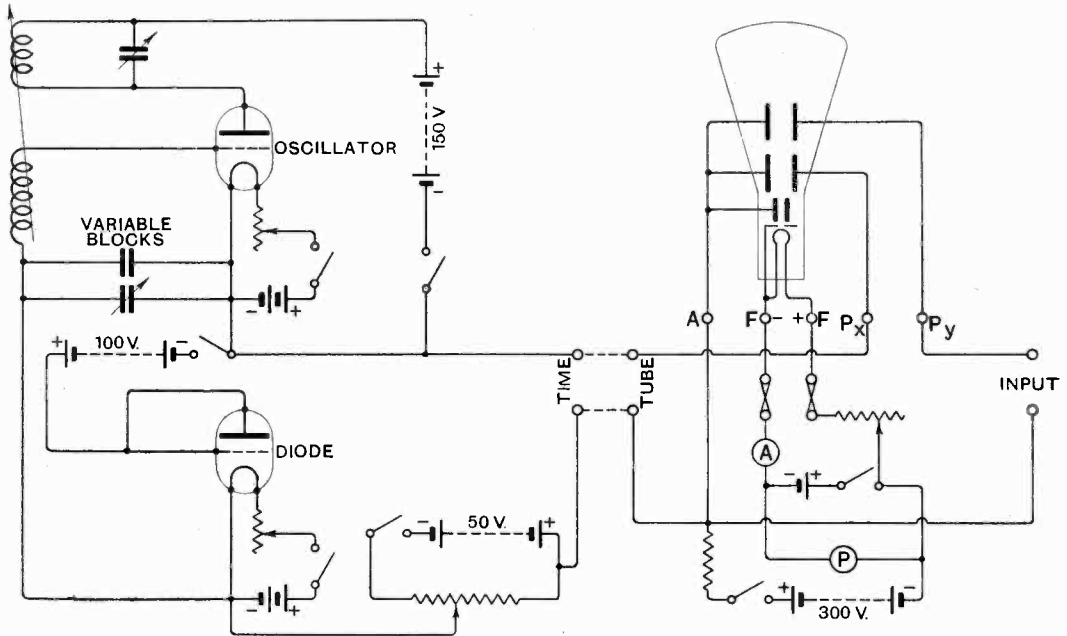 +
150 V
-
OSCILLATOR
VARIABLE
BLOCKS
- +
A F - + F Px Py
+ 100 V. -
TIME
TUBE
INPUT
DIODE
A
- +
- 50 V. +
P
- +
+ 300 V. -